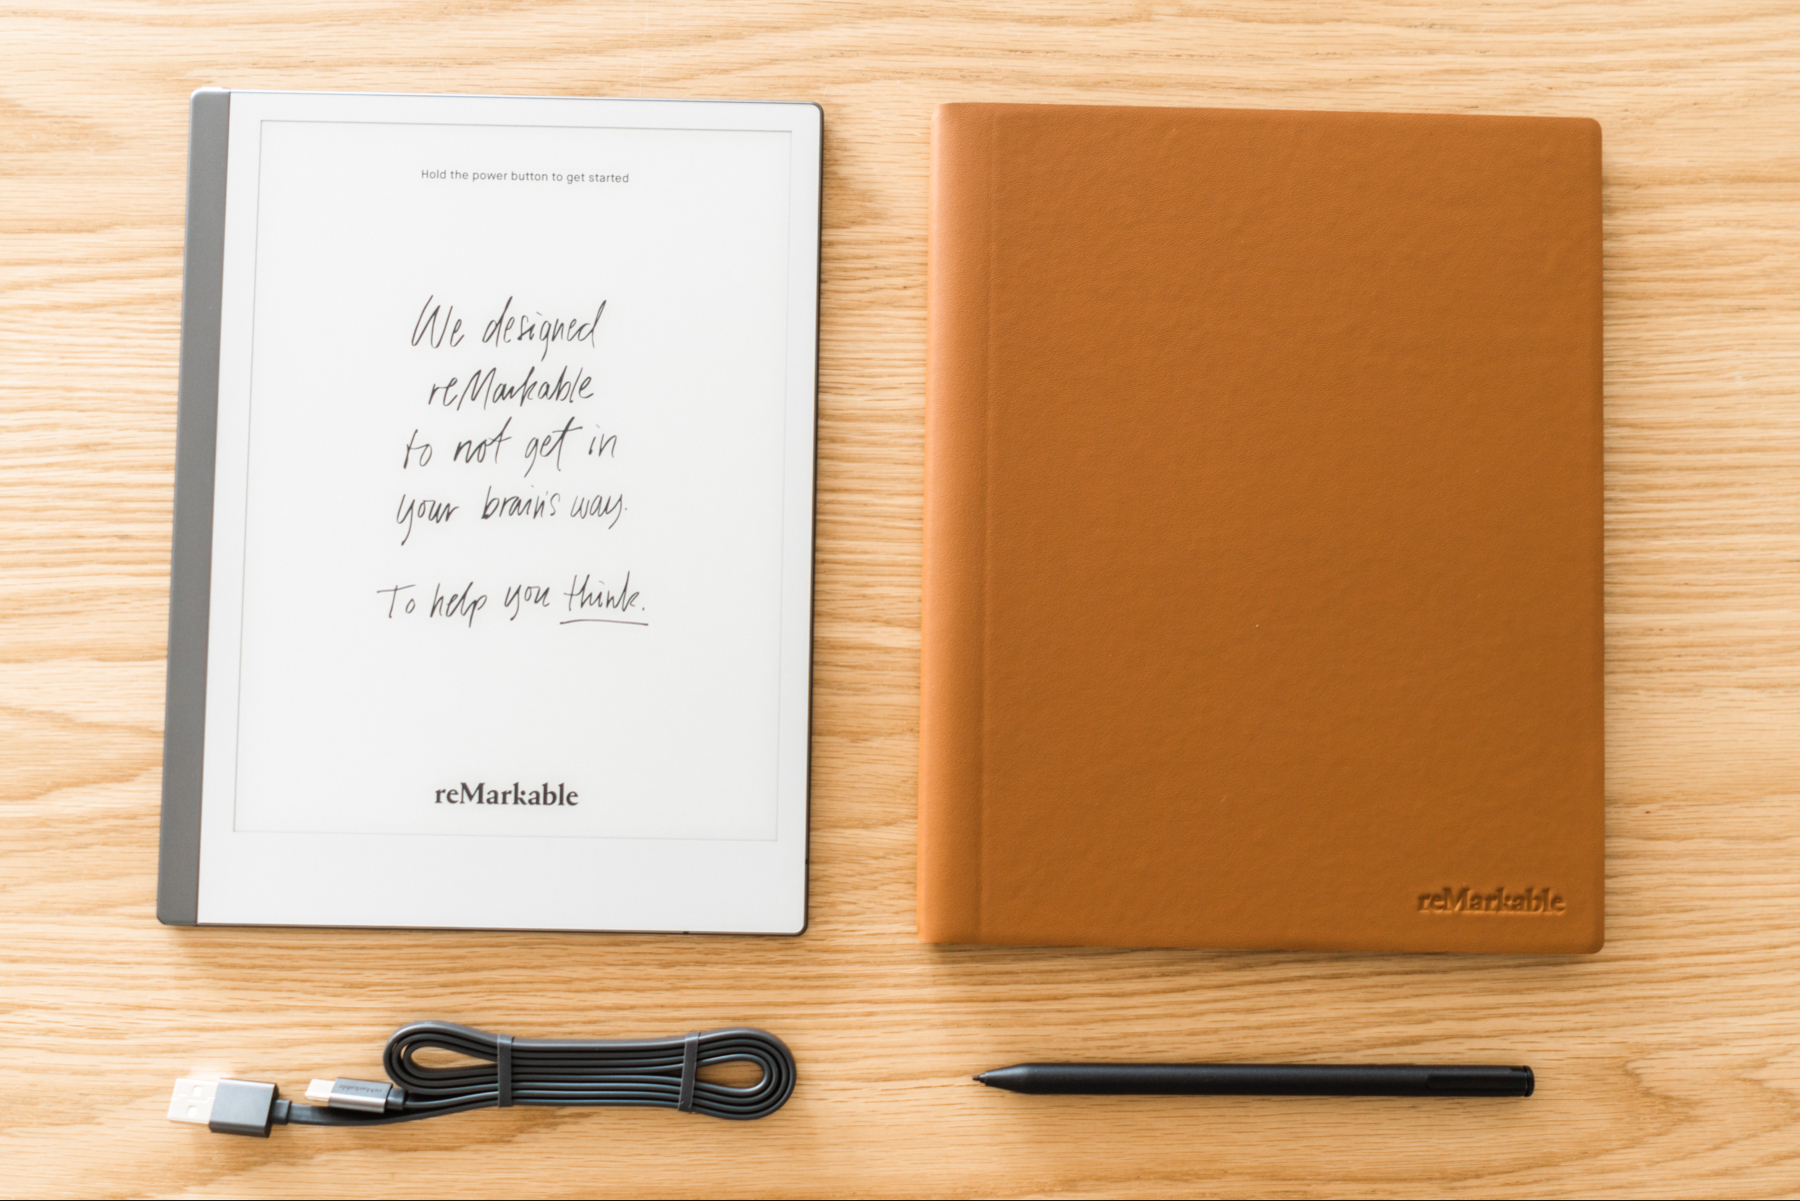 Hold the power button to get started
We designed
reMarkable
to not get in
your brain's way.
To help you think.
reMarkable
reMarkable
reMarkable